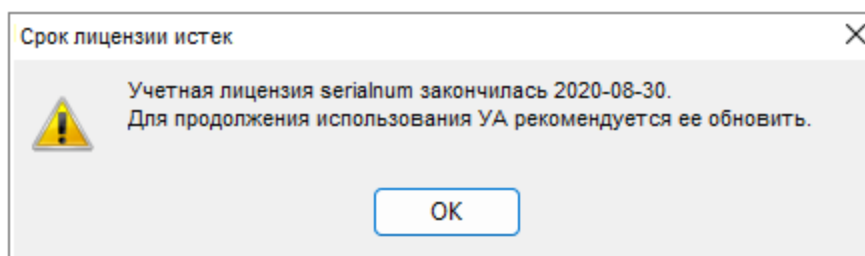 Срок лицензии истек
Учетная лицензия serialnum закончилась 2020-08-30.
Для продолжения использования УА рекомендуется ее обновить.
OK